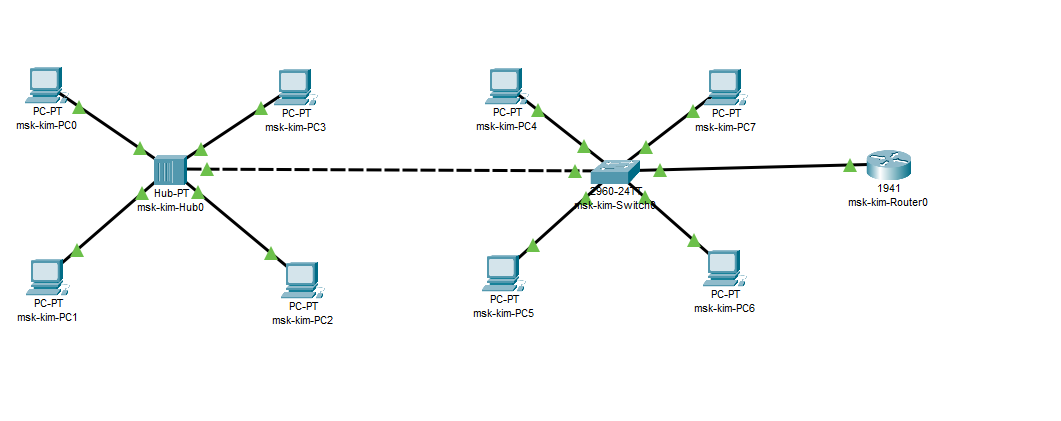 PC-PT
msk-kim-PC0
PC-PT
msk-kim-PC3
PC-PT
msk-kim-PC4
PC-PT
msk-kim-PC7
Hub-PT
msk-kim-Hub0
2960-24TT
msk-kim-Switch0
1941
msk-kim-Router0
PC-PT
msk-kim-PC1
PC-PT
msk-kim-PC2
PC-PT
msk-kim-PC5
PC-PT
msk-kim-PC6